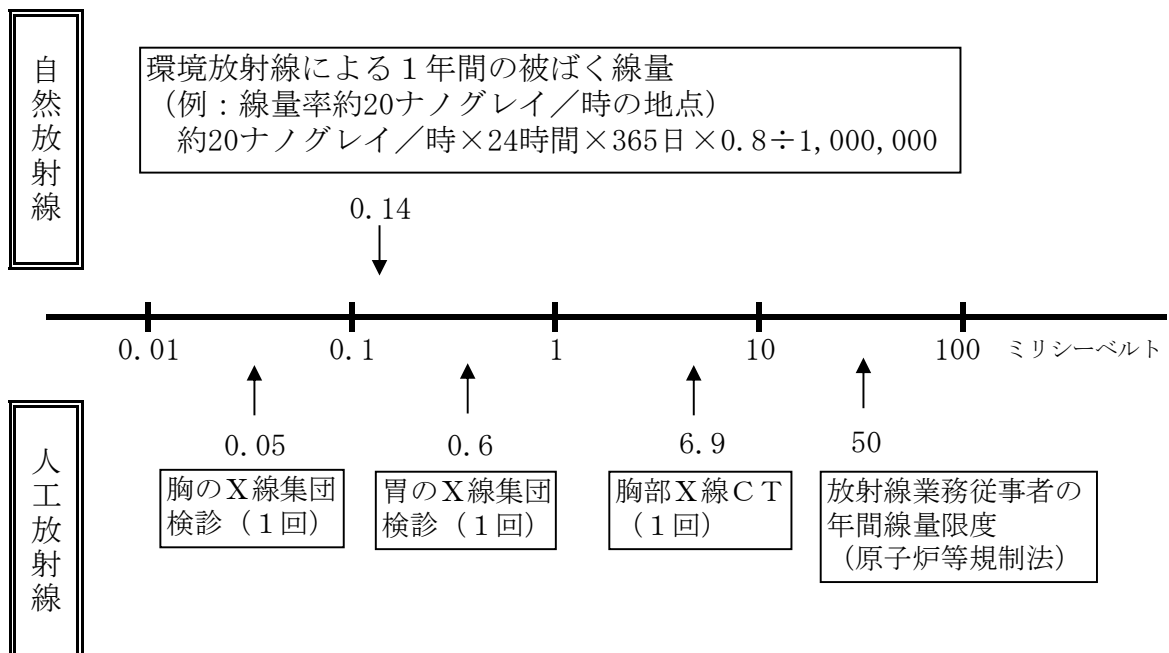 自然放射線
環境放射線による１年間の被ばく線量
（例：線量率約20ナノグレイ／時の地点）
約20ナノグレイ／時×24時間×365日×0.8÷1,000,000
0.14
0.01 0.1 1 10 100 ミリシーベルト
人工放射線
0.05 0.6 6.9 50
胸のＸ線集団
検診（１回）
胃のＸ線集団
検診（１回）
胸部Ｘ線ＣＴ
（１回）
放射線業務従事者の
年間線量限度
（原子炉等規制法）